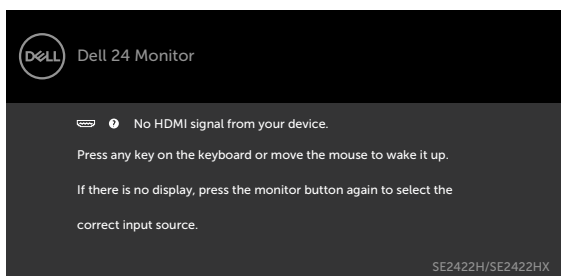 DELL
Dell 24 Monitor
? No HDMI signal from your device.
Press any key on the keyboard or move the mouse to wake it up.
If there is no display, press the monitor button again to select the
correct input source.
SE2422H/SE2422HX